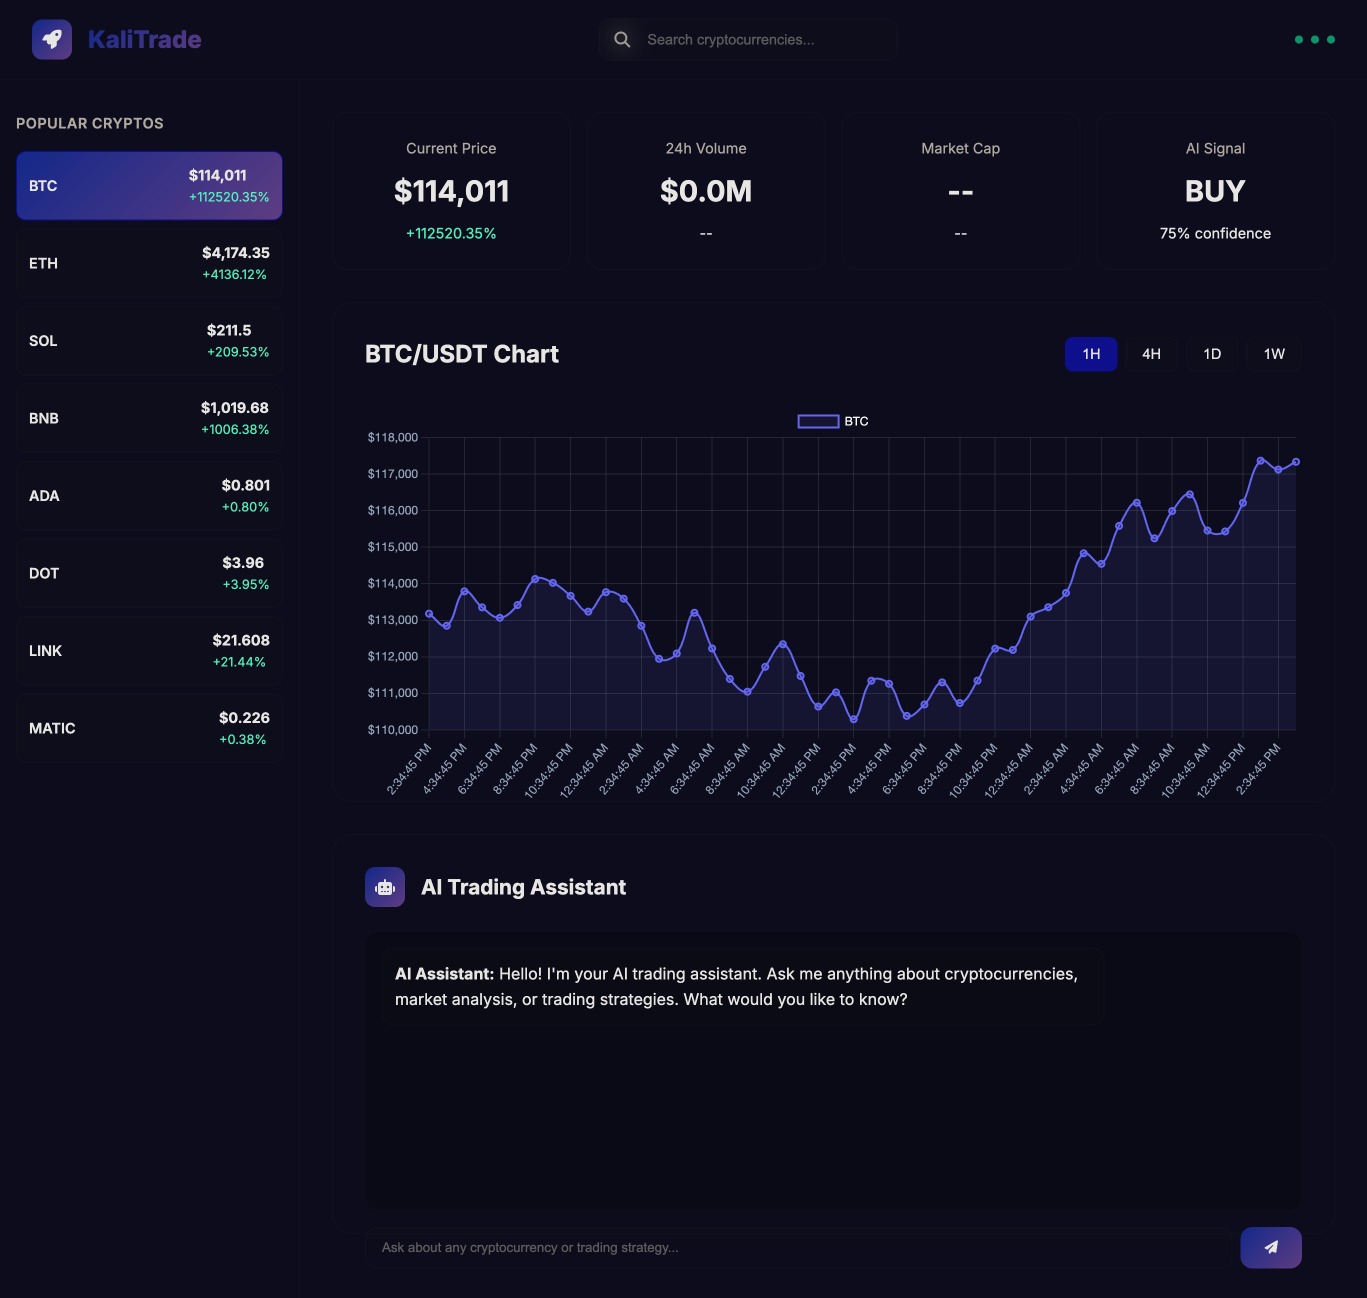 KaliTrade
Search cryptocurrencies...
POPULAR CRYPTOS
BTC
$114,011
+112520.35%
ETH
$4,174.35
+4136.12%
SOL
$211.5
+209.53%
BNB
$1,019.68
+1006.38%
ADA
$0.801
+0.80%
DOT
$3.96
+3.95%
LINK
$21.608
+21.44%
MATIC
$0.226
+0.38%
Current Price
$114,011
+112520.35%
24h Volume
$0.0M
--
Market Cap
--
--
AI Signal
BUY
75% confidence
BTC/USDT Chart
1H 4H 1D 1W
BTC
$118,000
$117,000
$116,000
$115,000
$114,000
$113,000
$112,000
$111,000
$110,000
2:34:45 PM
4:34:45 PM
6:34:45 PM
8:34:45 PM
10:34:45 PM
12:34:45 AM
2:34:45 AM
4:34:45 AM
6:34:45 AM
8:34:45 AM
10:34:45 AM
12:34:45 PM
2:34:45 PM
4:34:45 PM
6:34:45 PM
8:34:45 PM
10:34:45 PM
12:34:45 AM
2:34:45 AM
4:34:45 AM
6:34:45 AM
8:34:45 AM
10:34:45 AM
12:34:45 PM
2:34:45 PM
AI Trading Assistant
AI Assistant: Hello! I'm your AI trading assistant. Ask me anything about cryptocurrencies,
market analysis, or trading strategies. What would you like to know?
Ask about any cryptocurrency or trading strategy...